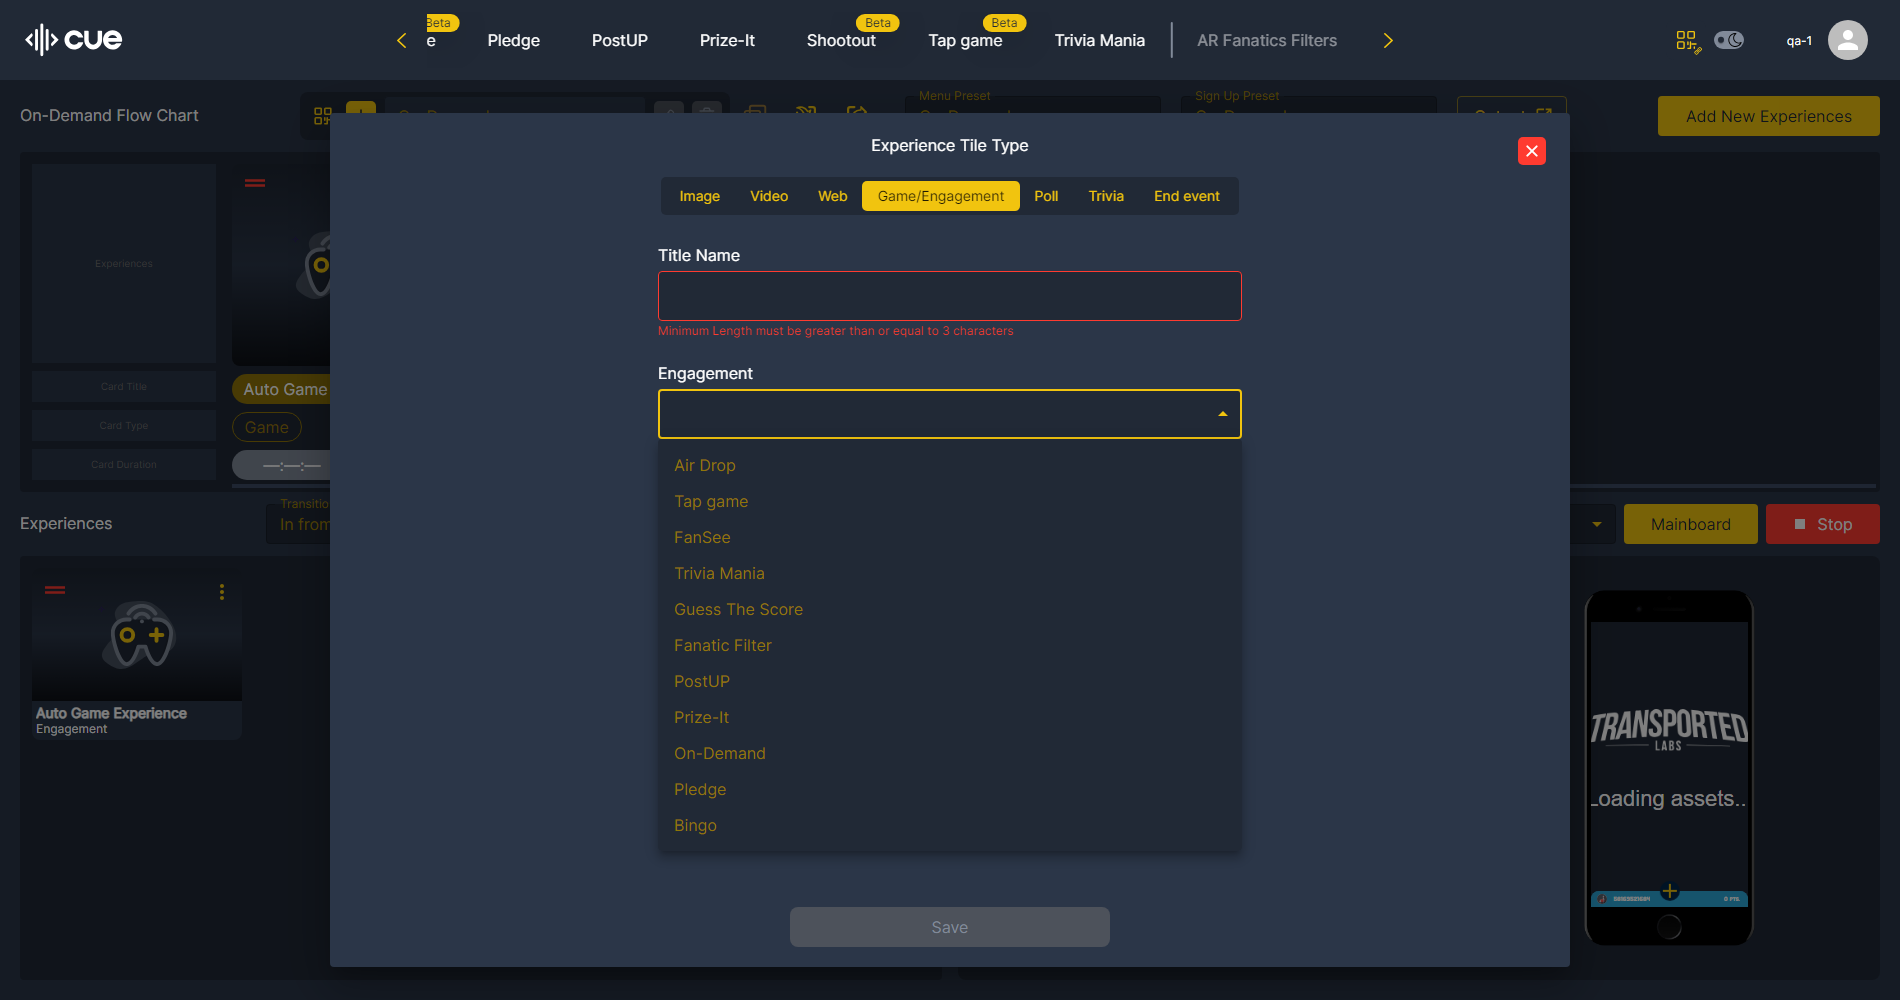 cue
Beta
e
Pledge
PostUP
Prize-It
Beta
Shootout
Beta
Tap game
Trivia Mania
AR Fanatics Filters
qa-1
On-Demand Flow Chart
Menu Preset
Sign Up Preset
Add New Experiences
Experience Tile Type
Image
Video
Web
Game/Engagement
Poll
Trivia
End event
Title Name
Minimum Length must be greater than or equal to 3 characters
Engagement
Air Drop
Tap game
FanSee
Trivia Mania
Guess The Score
Fanatic Filter
PostUP
Prize-It
On-Demand
Pledge
Bingo
Save
Experiences
Card Title
Card Type
Card Duration
Auto Game
Game
—:—:—
Experiences
Transitio
In from
Mainboard
Stop
Auto Game Experience
Engagement
TRANSPORTED
LABS
Loading assets..
0 PTS